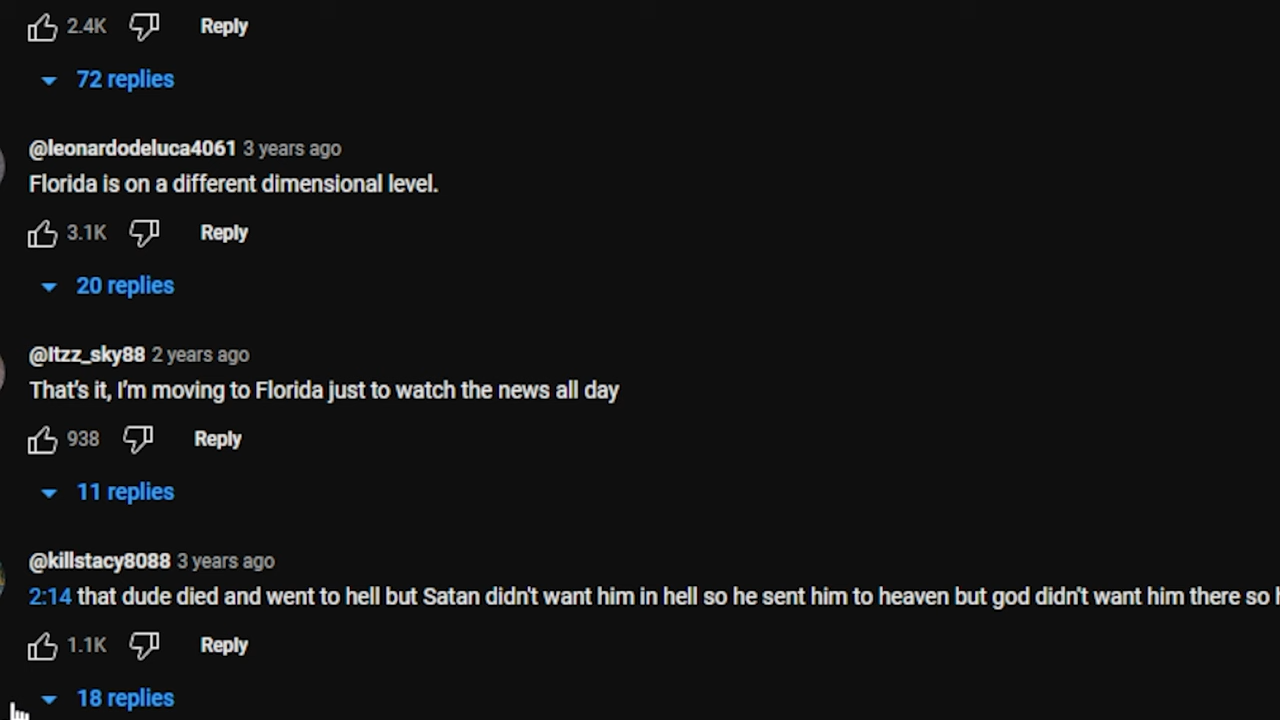 2.4K Reply
72 replies
@leonardodeluca4061 3 years ago
Florida is on a different dimensional level.
3.1K Reply
20 replies
@Itzz_sky88 2 years ago
That's it, I'm moving to Florida just to watch the news all day
938 Reply
11 replies
@killstacy8088 3 years ago
2:14 that dude died and went to hell but Satan didn't want him in hell so he sent him to heaven but god didn't want him there so
1.1K Reply
18 replies